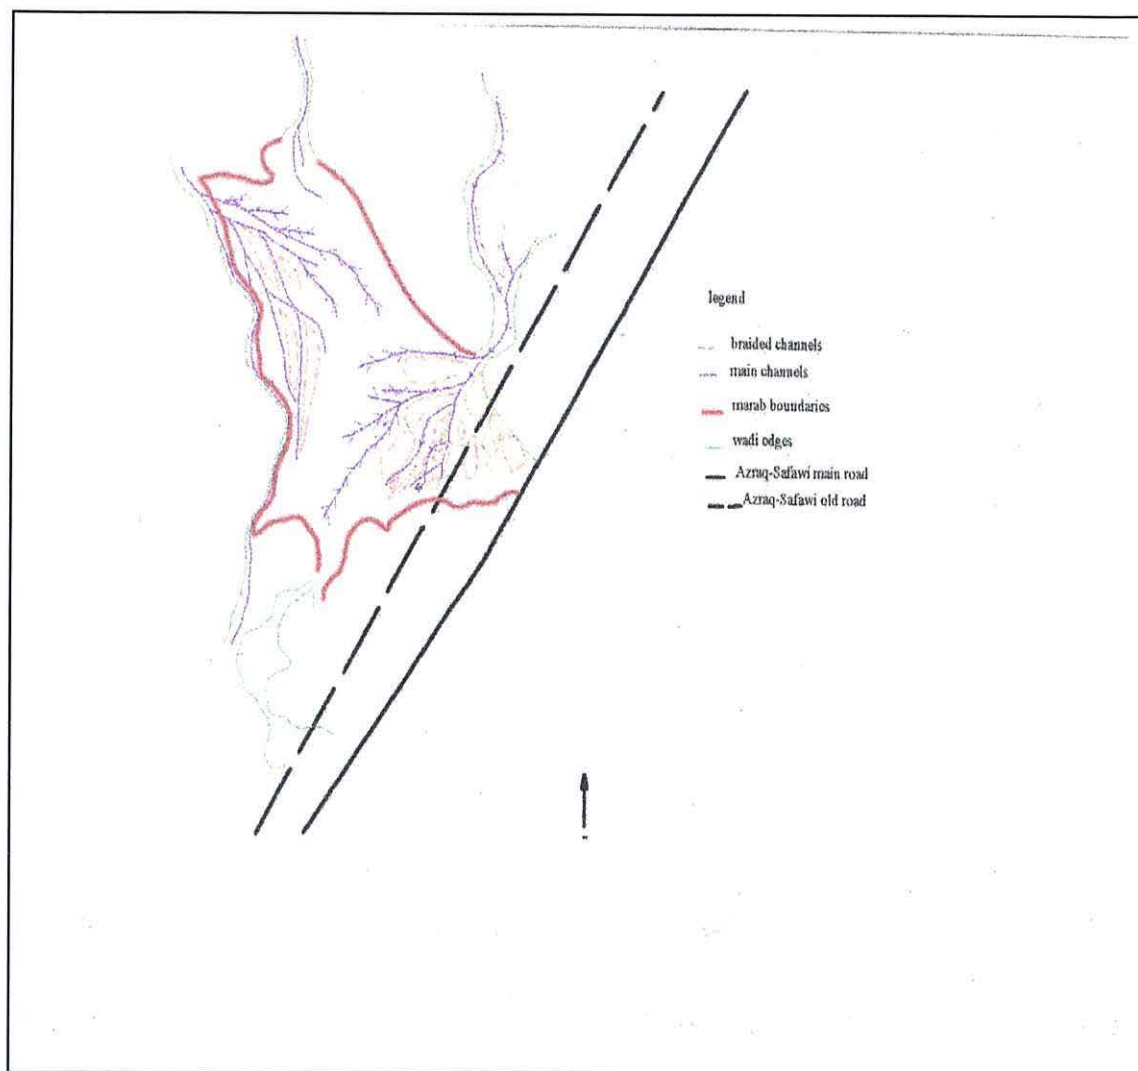 legend
braided channels
main channels
marab boundaries
wadi edges
Azraq-Safawi main road
Azraq-Safawi old road